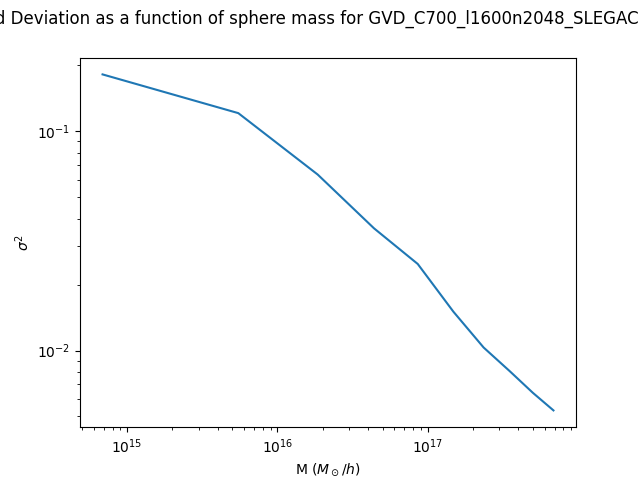 d Deviation as a function of sphere mass for GVD_C700_l1600n2048_SLEGAC
10⁻¹
σ²
10⁻²
10¹⁵ 10¹⁶ 10¹⁷
M (M⊙/h)